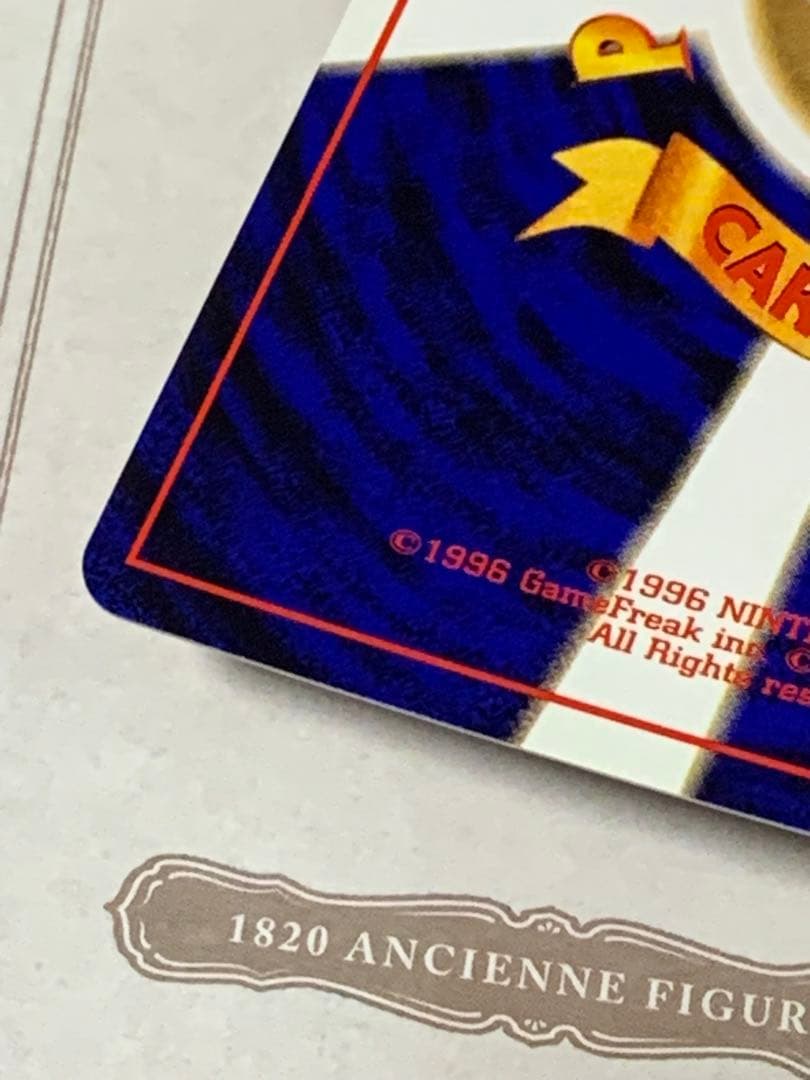 P
CAR
©1996 NINT
©1996 GameFreak inc. ©
All Rights res
1820 ANCIENNE FIGUR